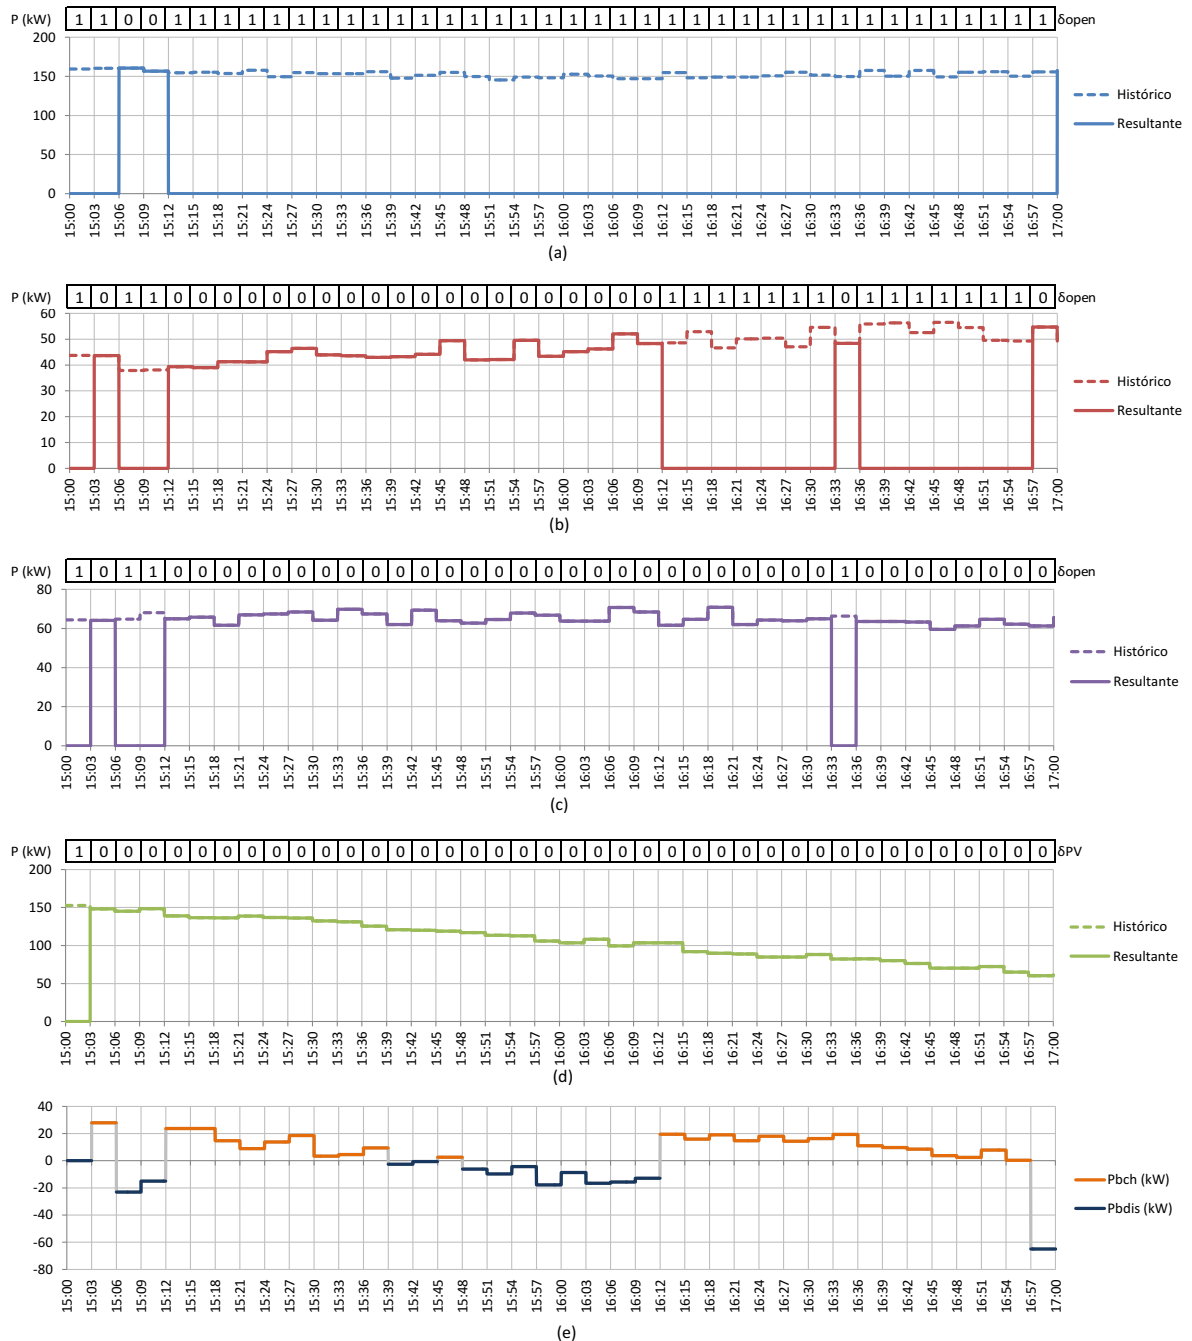 P (kW) 1 1 0 0 1 1 1 1 1 1 1 1 1 1 1 1 1 1 1 1 1 1 1 1 1 1 1 1 1 1 1 1 1 1 1 1 1 1 1 1 δopen
200
150
100
50
0
Histórico
Resultante
15:00 15:03 15:06 15:09 15:12 15:15 15:18 15:21 15:24 15:27 15:30 15:33 15:36 15:39 15:42 15:45 15:48 15:51 15:54 15:57 16:00 16:03 16:06 16:09 16:12 16:15 16:18 16:21 16:24 16:27 16:30 16:33 16:36 16:39 16:42 16:45 16:48 16:51 16:54 16:57 17:00
(a)
P (kW) 1 0 1 1 0 0 0 0 0 0 0 0 0 0 0 0 0 0 0 0 0 0 0 0 1 1 1 1 1 1 1 0 1 1 1 1 1 1 1 0 δopen
60
50
40
30
20
10
0
Histórico
Resultante
15:00 15:03 15:06 15:09 15:12 15:15 15:18 15:21 15:24 15:27 15:30 15:33 15:36 15:39 15:42 15:45 15:48 15:51 15:54 15:57 16:00 16:03 16:06 16:09 16:12 16:15 16:18 16:21 16:24 16:27 16:30 16:33 16:36 16:39 16:42 16:45 16:48 16:51 16:54 16:57 17:00
(b)
P (kW) 1 0 1 1 0 0 0 0 0 0 0 0 0 0 0 0 0 0 0 0 0 0 0 0 0 0 0 0 0 0 0 1 0 0 0 0 0 0 0 0 δopen
80
60
40
20
0
Histórico
Resultante
15:00 15:03 15:06 15:09 15:12 15:15 15:18 15:21 15:24 15:27 15:30 15:33 15:36 15:39 15:42 15:45 15:48 15:51 15:54 15:57 16:00 16:03 16:06 16:09 16:12 16:15 16:18 16:21 16:24 16:27 16:30 16:33 16:36 16:39 16:42 16:45 16:48 16:51 16:54 16:57 17:00
(c)
P (kW) 1 0 0 0 0 0 0 0 0 0 0 0 0 0 0 0 0 0 0 0 0 0 0 0 0 0 0 0 0 0 0 0 0 0 0 0 0 0 0 0 δPV
200
150
100
50
0
Histórico
Resultante
15:00 15:03 15:06 15:09 15:12 15:15 15:18 15:21 15:24 15:27 15:30 15:33 15:36 15:39 15:42 15:45 15:48 15:51 15:54 15:57 16:00 16:03 16:06 16:09 16:12 16:15 16:18 16:21 16:24 16:27 16:30 16:33 16:36 16:39 16:42 16:45 16:48 16:51 16:54 16:57 17:00
(d)
40
20
0
-20
-40
-60
-80
Pbch (kW)
Pbdis (kW)
15:00 15:03 15:06 15:09 15:12 15:15 15:18 15:21 15:24 15:27 15:30 15:33 15:36 15:39 15:42 15:45 15:48 15:51 15:54 15:57 16:00 16:03 16:06 16:09 16:12 16:15 16:18 16:21 16:24 16:27 16:30 16:33 16:36 16:39 16:42 16:45 16:48 16:51 16:54 16:57 17:00
(e)